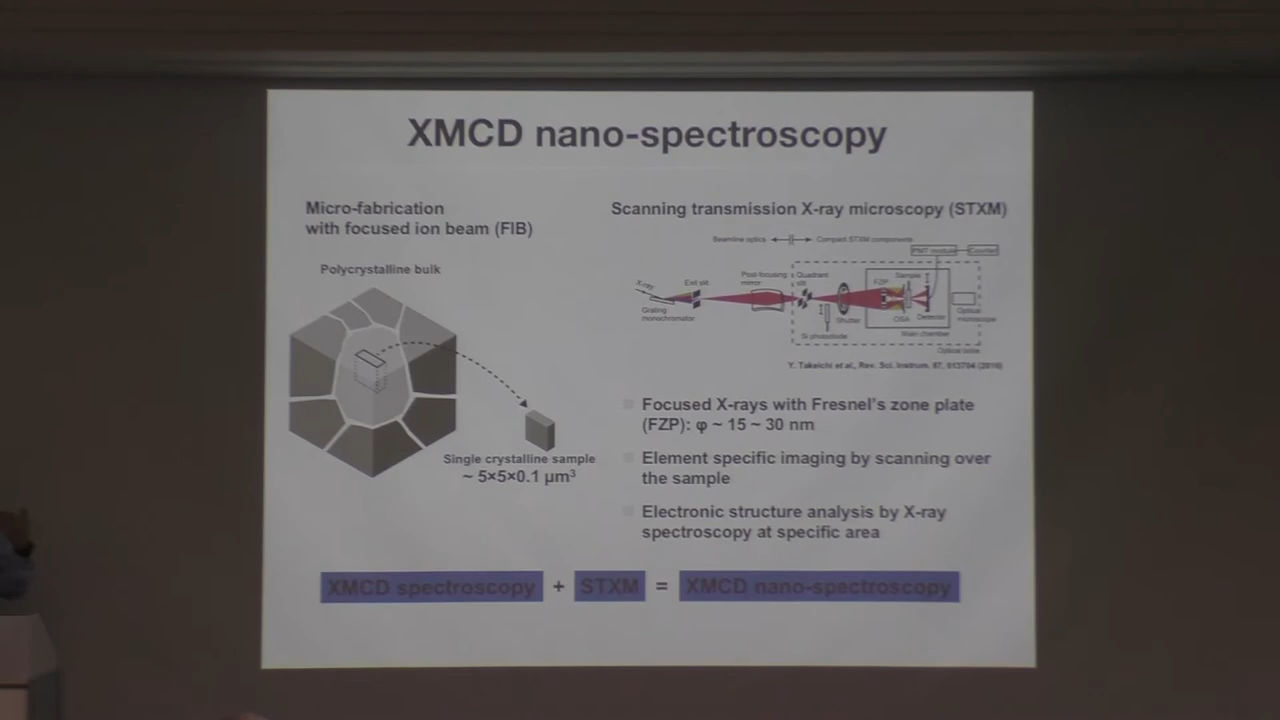 XMCD nano-spectroscopy
Micro-fabrication
with focused ion beam (FIB)
Polycrystalline bulk
Single crystalline sample
~ 5×5×0.1 µm³
Scanning transmission X-ray microscopy (STXM)
Beamline optics
Compact STXM components
PMT module
Counter
X-ray
Exit slit
Post-focusing
mirror
Quadrant
slit
FZP
Sample
Grating
monochromator
Si photodiode
Shutter
OSA
Detector
Optical
microscope
Main chamber
Optical table
Y. Takeichi et al., Rev. Sci. Instrum. 87, 013704 (2016)
Focused X-rays with Fresnel's zone plate
(FZP): φ ~ 15 ~ 30 nm
Element specific imaging by scanning over
the sample
Electronic structure analysis by X-ray
spectroscopy at specific area
XMCD spectroscopy + STXM = XMCD nano-spectroscopy